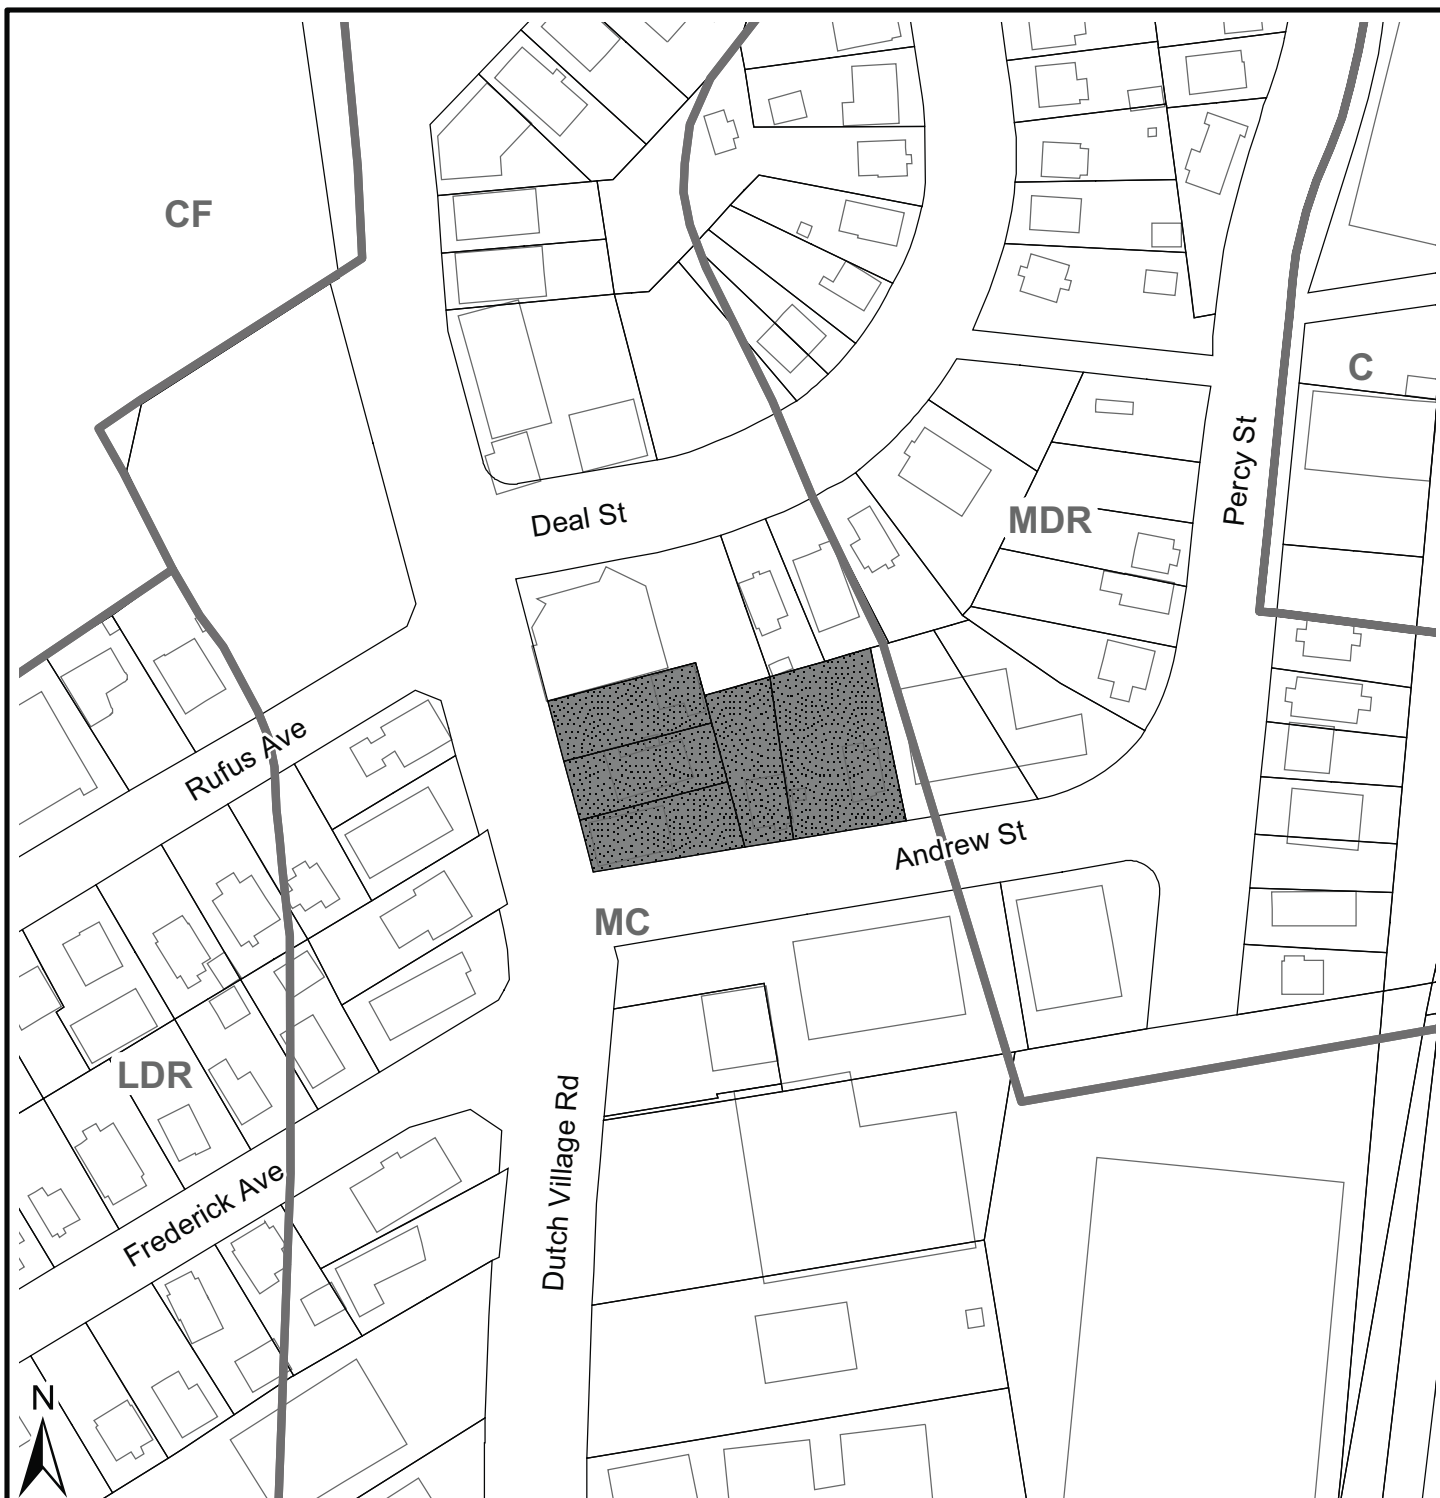 CF
C
Percy St
Deal St
MDR
Rufus Ave
Andrew St
MC
LDR
Dutch Village Rd
Frederick Ave
N